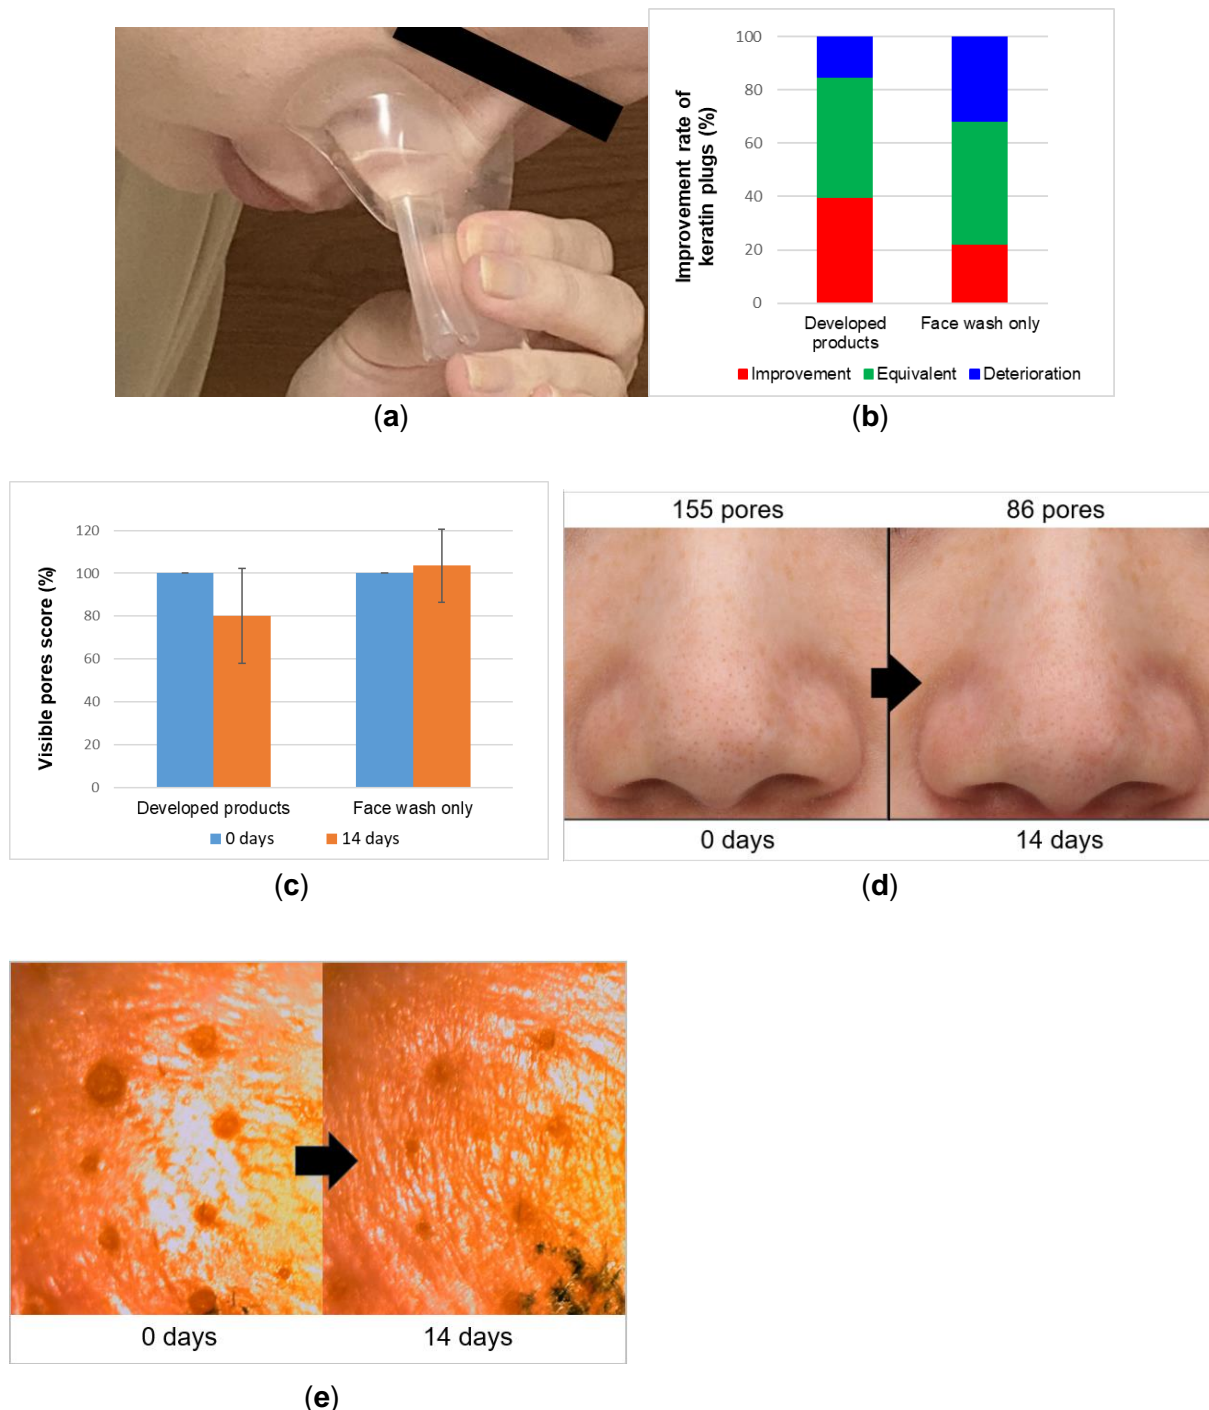 (a)
100
80
60
40
20
0
Improvement rate of
keratin plugs (%)
Developed
products
Face wash only
Improvement
Equivalent
Deterioration
(b)
120
100
80
60
40
20
0
Visible pores score (%)
Developed products
Face wash only
0 days
14 days
(c)
155 pores
86 pores
0 days
14 days
(d)
0 days
14 days
(e)